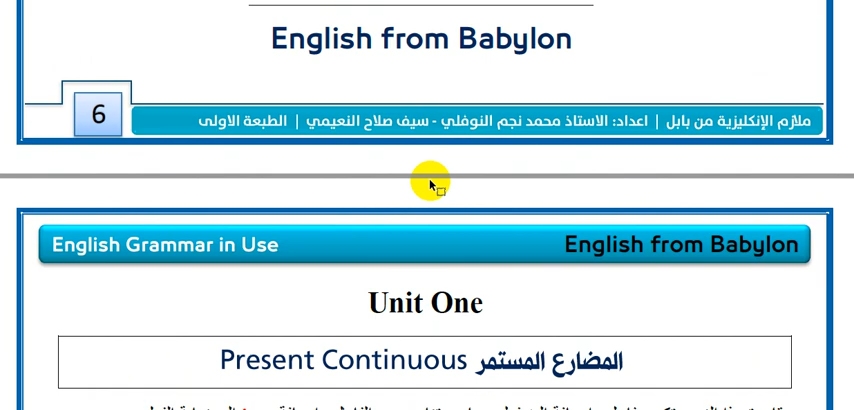 English from Babylon
6
ملازم الإنكليزية من بابل | اعداد: الاستاذ محمد نجم النوفلي - سيف صلاح النعيمي | الطبعة الاولى
English Grammar in Use
English from Babylon
Unit One
Present Continuous المضارع المستمر